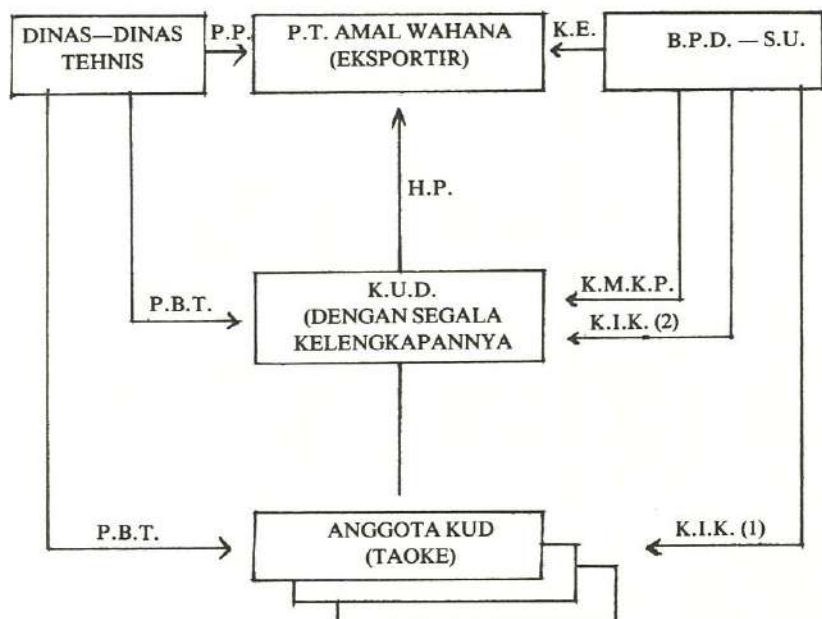 DINAS—DINAS
TEHNIS
P.P.
P.T. AMAL WAHANA
(EKSPORTIR)
K.E.
B.P.D. — S.U.
H.P.
P.B.T.
K.U.D.
(DENGAN SEGALA
KELENGKAPANNYA
K.M.K.P.
K.I.K. (2)
P.B.T.
ANGGOTA KUD
(TAOKE)
K.I.K. (1)